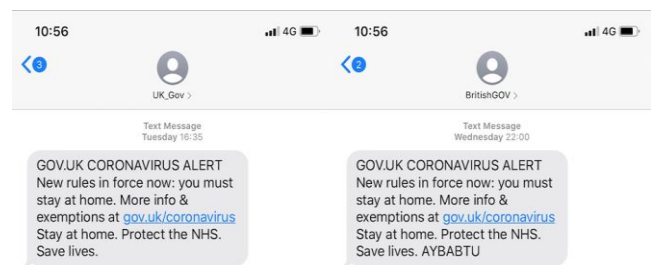 10:56
4G
3
UK_Gov >
Text Message
Tuesday 16:35
GOV.UK CORONAVIRUS ALERT
New rules in force now: you must
stay at home. More info &
exemptions at gov.uk/coronavirus
Stay at home. Protect the NHS.
Save lives.
10:56
4G
2
BritishGOV >
Text Message
Wednesday 22:00
GOV.UK CORONAVIRUS ALERT
New rules in force now: you must
stay at home. More info &
exemptions at gov.uk/coronavirus
Stay at home. Protect the NHS.
Save lives. AYBABTU